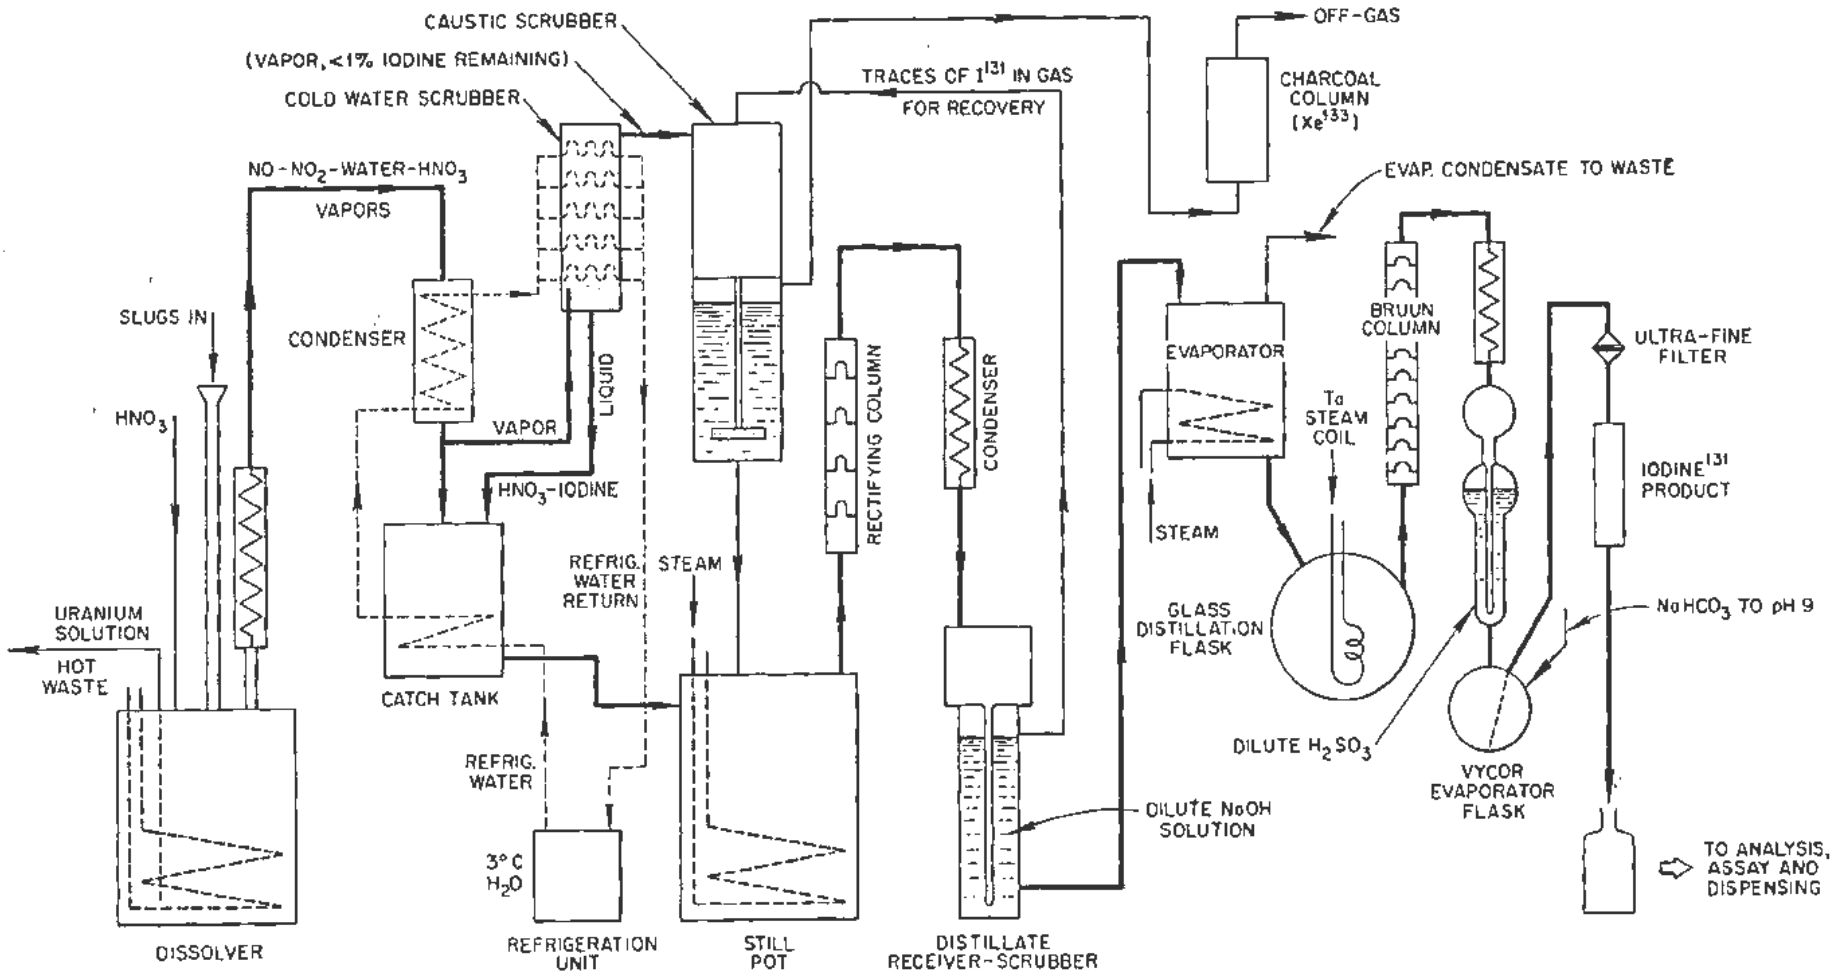 CAUSTIC SCRUBBER
(VAPOR, <1% IODINE REMAINING)
COLD WATER SCRUBBER
TRACES OF I¹³¹ IN GAS
FOR RECOVERY
OFF-GAS
CHARCOAL
COLUMN
(Xe¹³³)
NO-NO₂-WATER-HNO₃
VAPORS
EVAP. CONDENSATE TO WASTE
SLUGS IN
CONDENSER
LIQUID
VAPOR
HNO₃
HNO₃-IODINE
RECTIFYING COLUMN
CONDENSER
EVAPORATOR
BRUUN
COLUMN
ULTRA-FINE
FILTER
Ta
STEAM
COIL
IODINE¹³¹
PRODUCT
STEAM
REFRIG.
WATER
RETURN
STEAM
URANIUM
SOLUTION
HOT
WASTE
CATCH TANK
GLASS
DISTILLATION
FLASK
NaHCO₃ TO pH 9
DILUTE H₂SO₃
VYCOR
EVAPORATOR
FLASK
REFRIG.
WATER
DILUTE NaOH
SOLUTION
3°C
H₂O
TO ANALYSIS,
ASSAY AND
DISPENSING
DISSOLVER
REFRIGERATION
UNIT
STILL
POT
DISTILLATE
RECEIVER-SCRUBBER